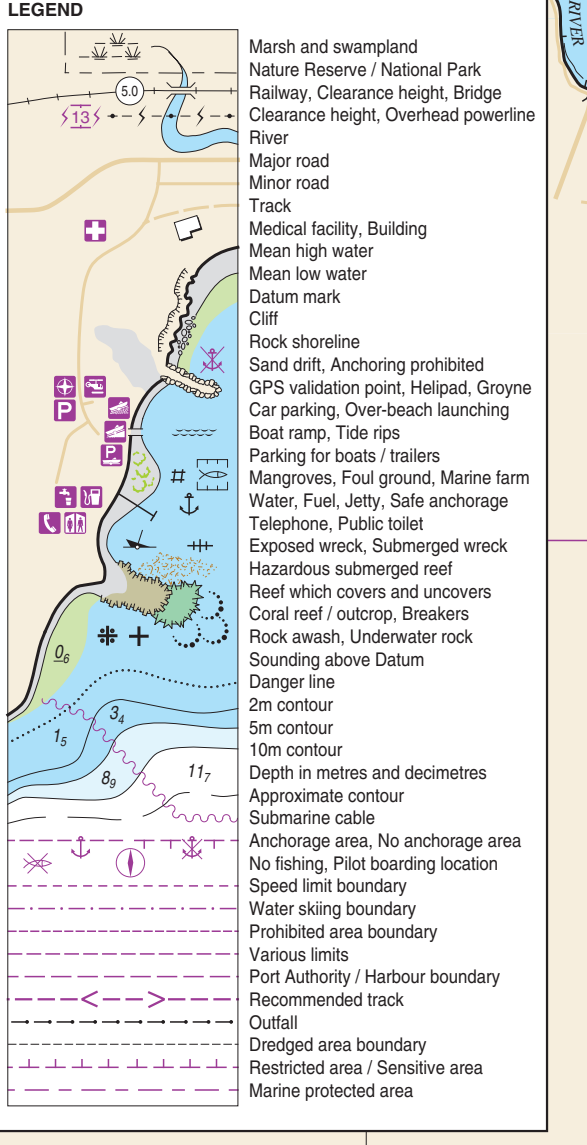 LEGEND
RIVER
Marsh and swampland
Nature Reserve / National Park
5.0
Railway, Clearance height, Bridge
13
Clearance height, Overhead powerline
River
Major road
Minor road
Track
Medical facility, Building
Mean high water
Mean low water
Datum mark
Cliff
Rock shoreline
Sand drift, Anchoring prohibited
GPS validation point, Helipad, Groyne
P
Car parking, Over-beach launching
Boat ramp, Tide rips
P
Parking for boats / trailers
Mangroves, Foul ground, Marine farm
Water, Fuel, Jetty, Safe anchorage
Telephone, Public toilet
Exposed wreck, Submerged wreck
Hazardous submerged reef
Reef which covers and uncovers
Coral reef / outcrop, Breakers
Rock awash, Underwater rock
06
Sounding above Datum
Danger line
2m contour
34
5m contour
15
10m contour
89 117
Depth in metres and decimetres
Approximate contour
Submarine cable
Anchorage area, No anchorage area
No fishing, Pilot boarding location
Speed limit boundary
Water skiing boundary
Prohibited area boundary
Various limits
Port Authority / Harbour boundary
Recommended track
Outfall
Dredged area boundary
Restricted area / Sensitive area
Marine protected area